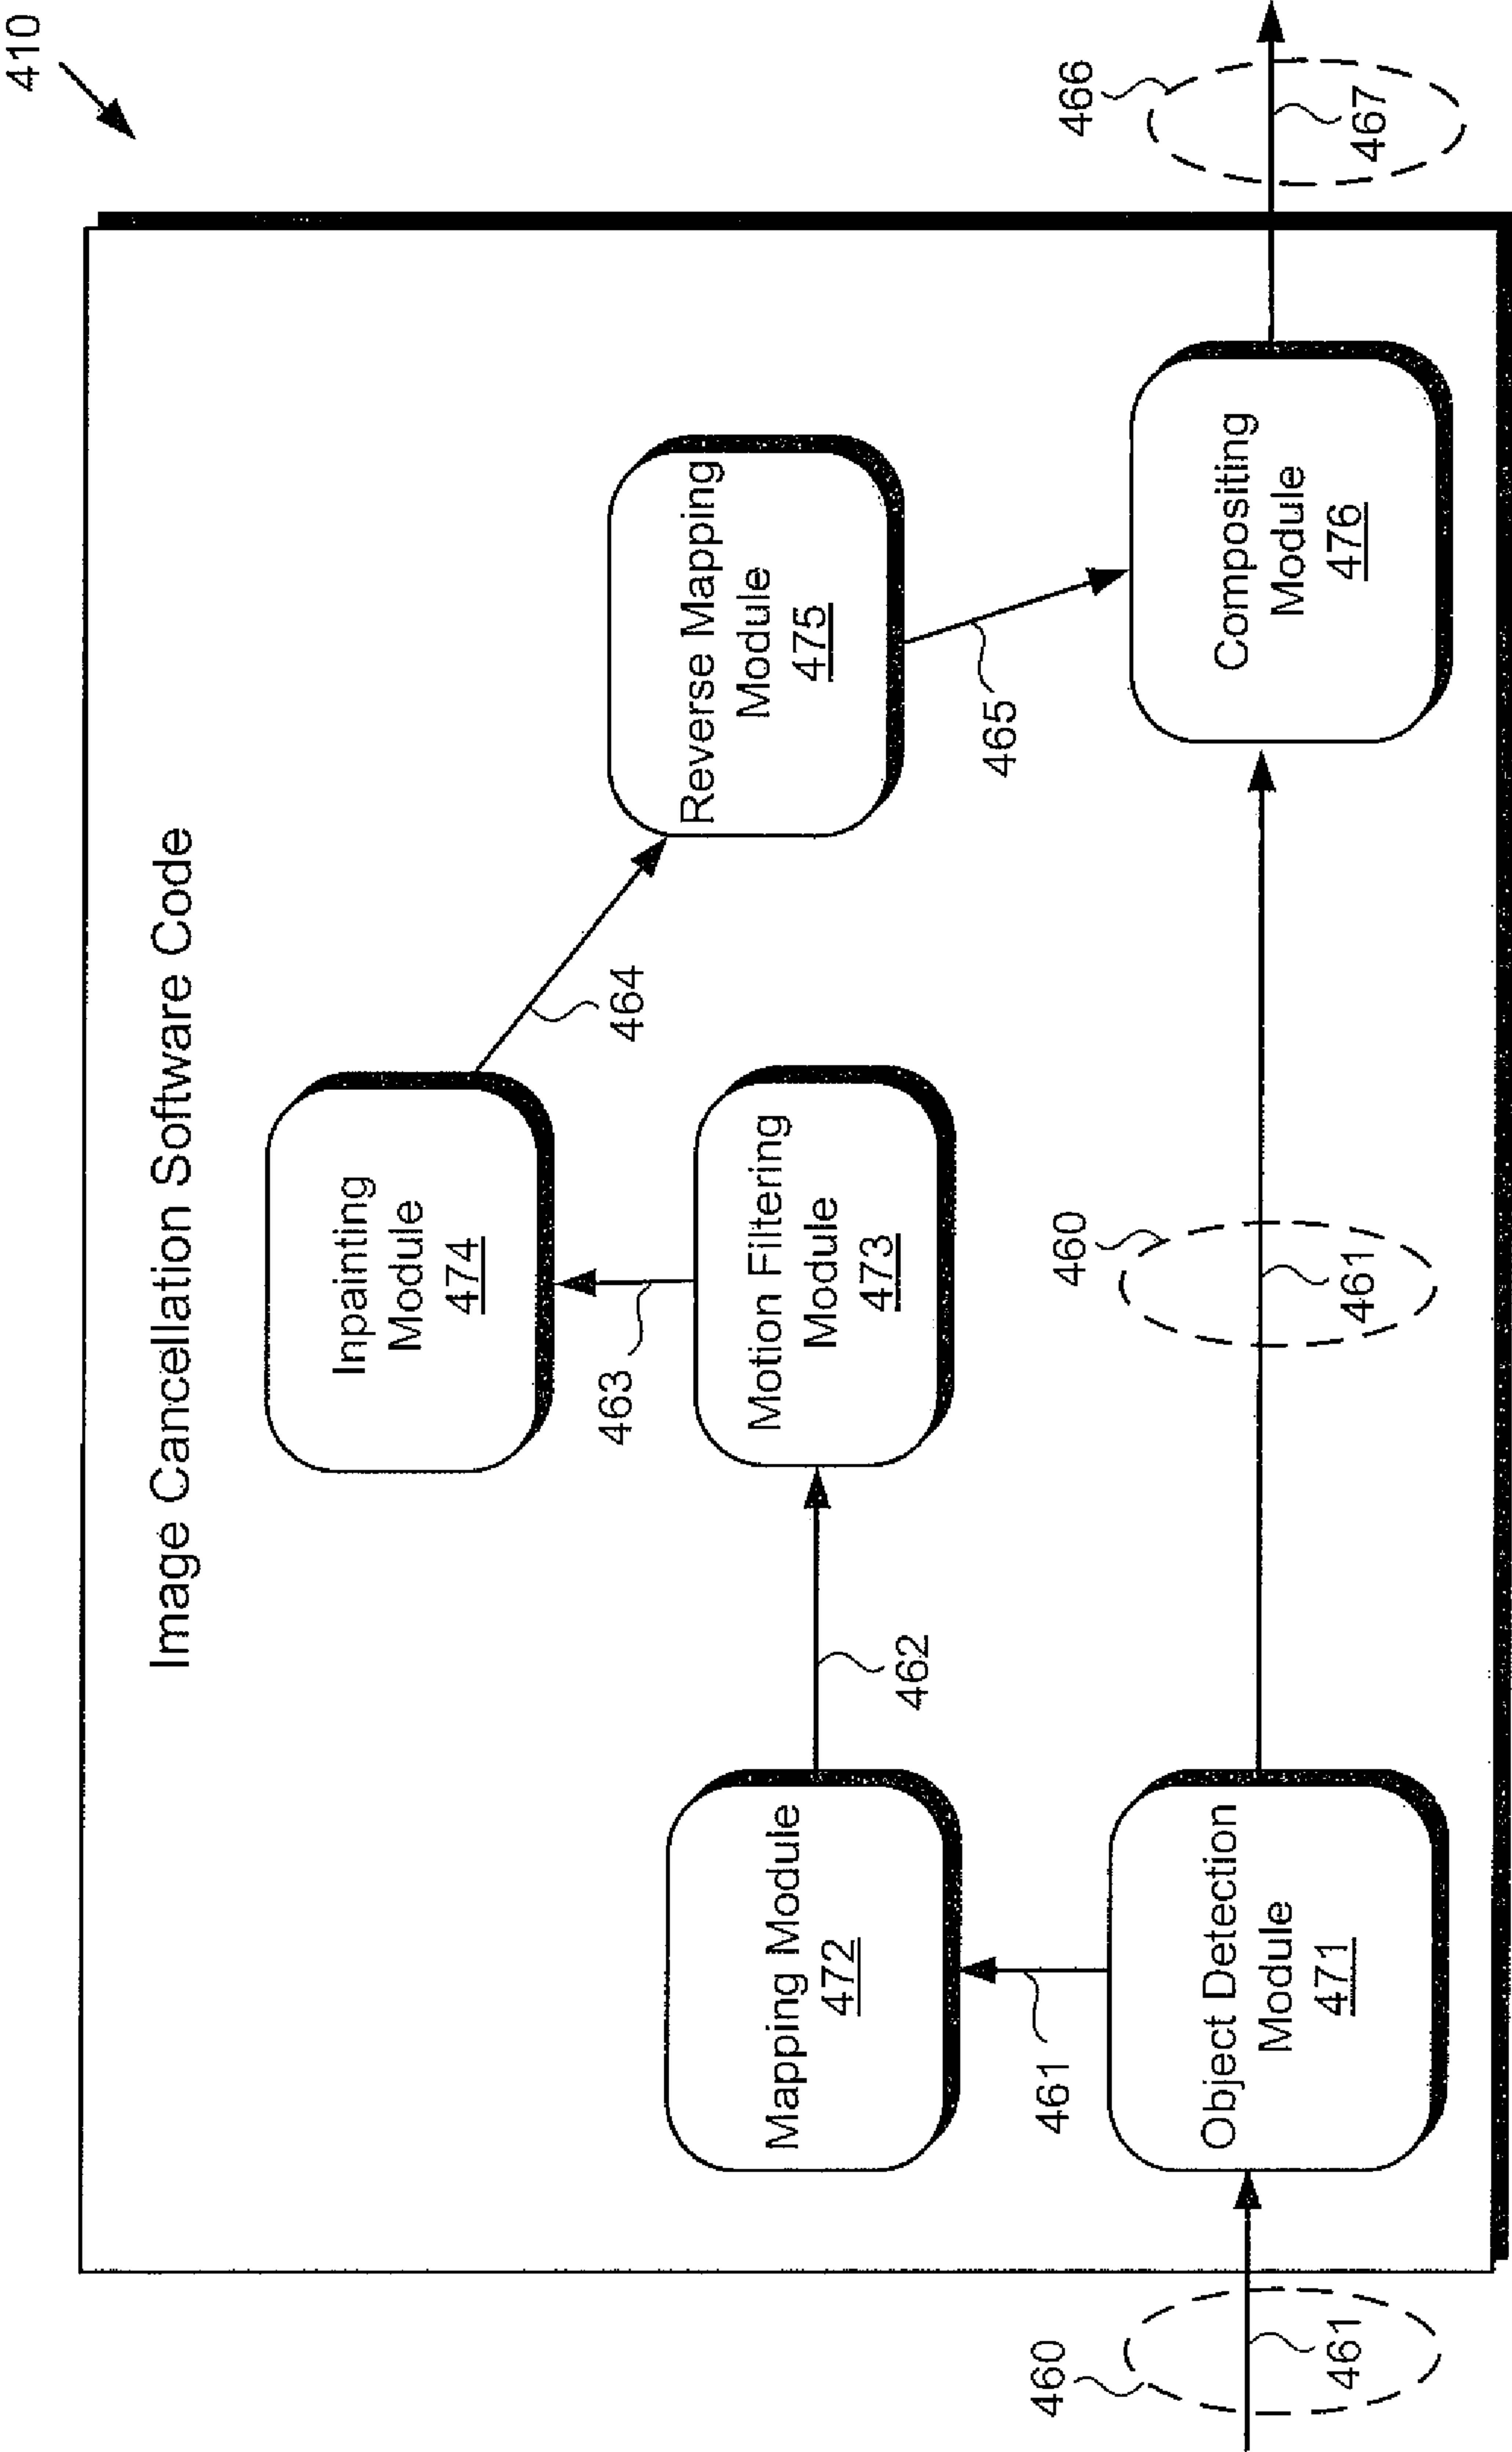 410
Image Cancellation Software Code
Inpainting
Module
474
464
463
Mapping Module
472
462
Motion Filtering
Module
473
Reverse Mapping
Module
475
465
461
460
461
Object Detection
Module
471
460
461
Compositing
Module
476
466
467